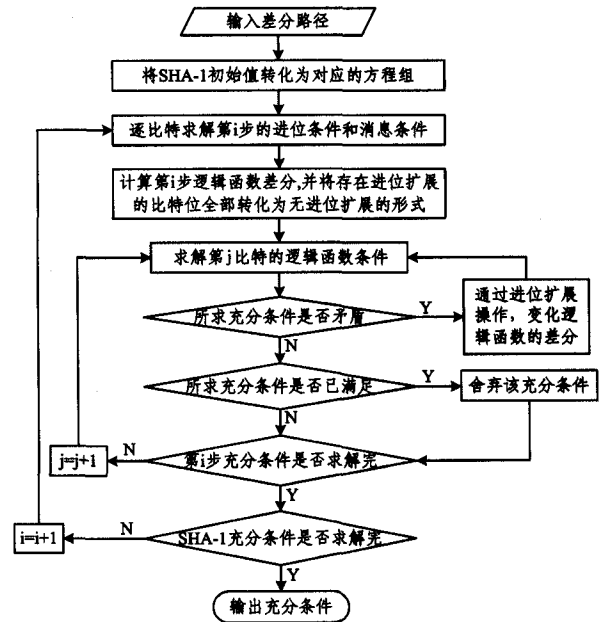 输入差分路径
将SHA-1初始值转化为对应的方程组
逐比特求解第i步的进位条件和消息条件
计算第i步逻辑函数差分,并将存在进位扩展
的比特位全部转化为无进位扩展的形式
求解第j比特的逻辑函数条件
所求充分条件是否矛盾
Y
通过进位扩展
操作，变化逻
辑函数的差分
N
所求充分条件是否已满足
Y
舍弃该充分条件
N
第i步充分条件是否求解完
N
j=j+1
Y
SHA-1充分条件是否求解完
N
i=i+1
Y
输出充分条件